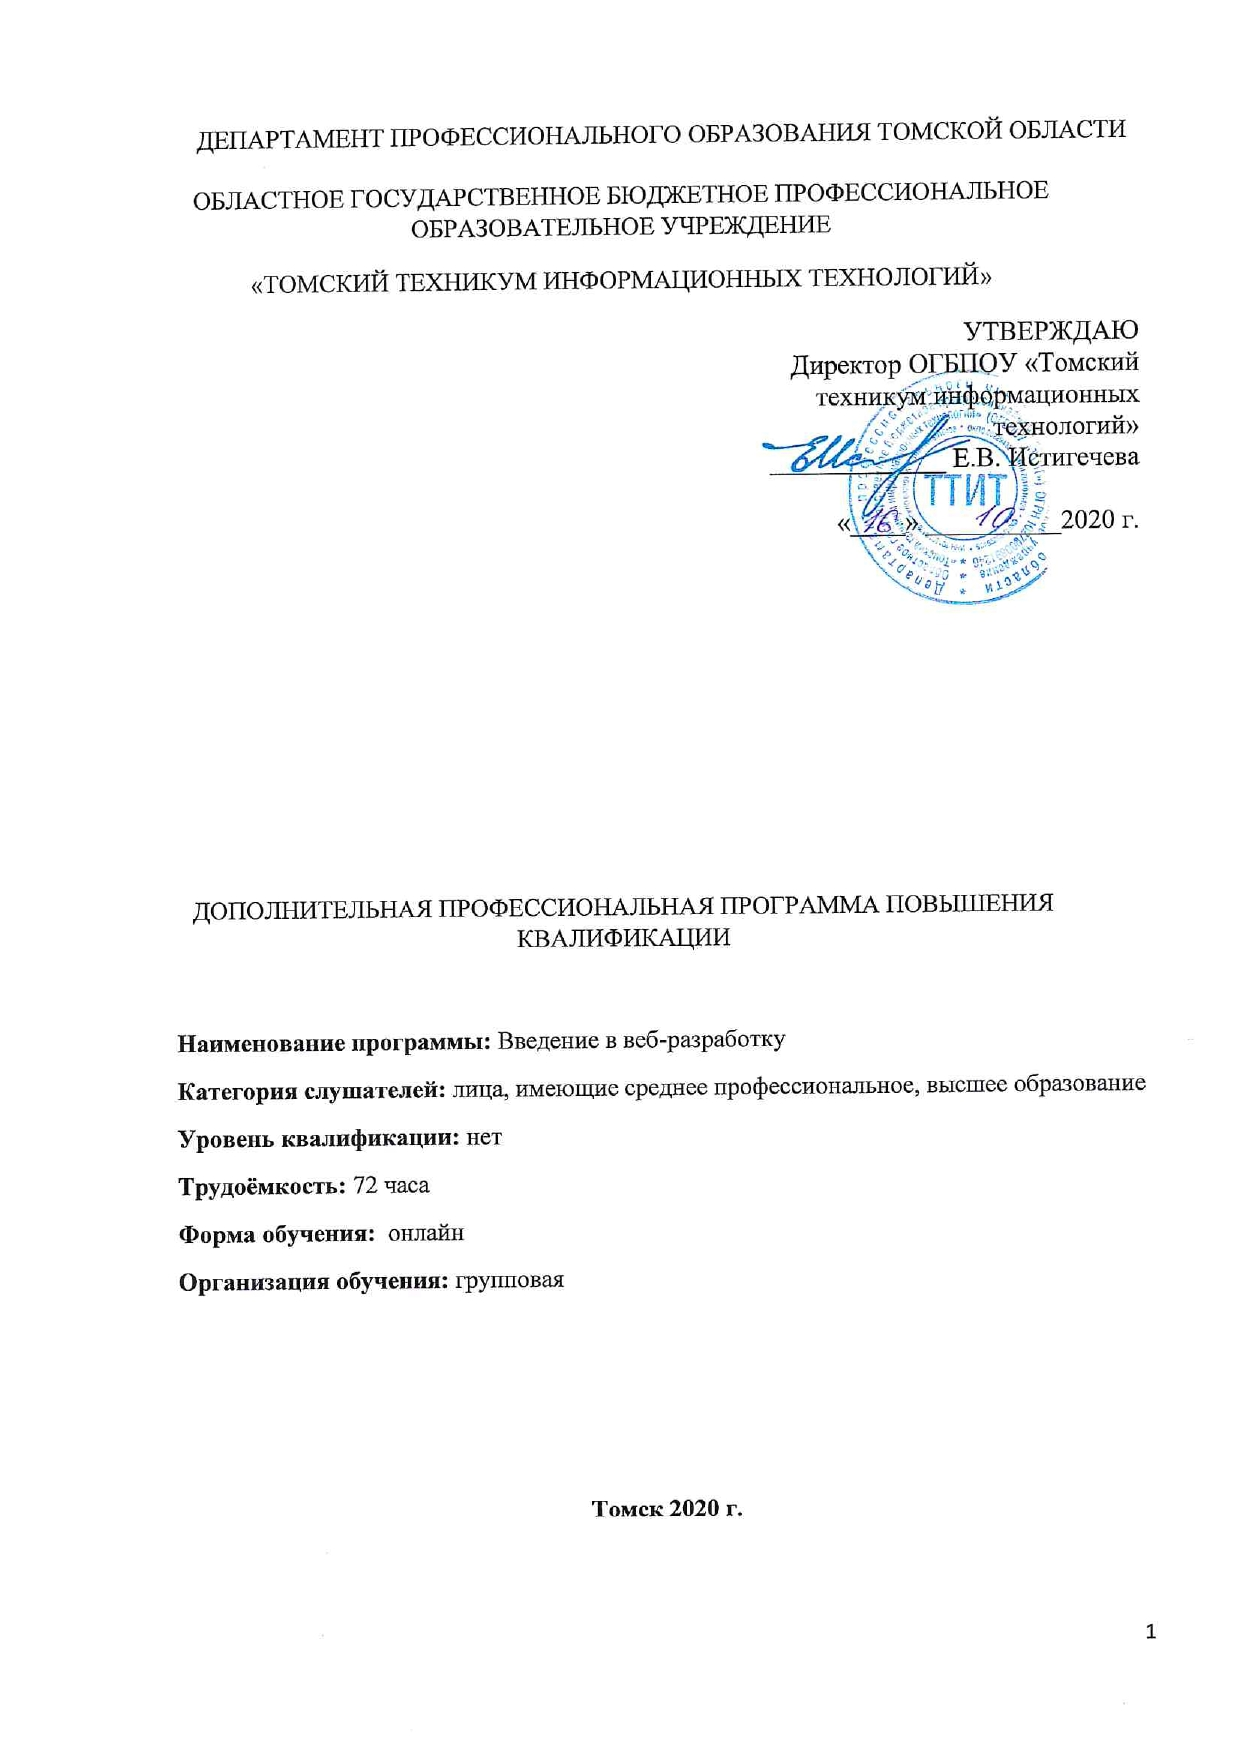 ДЕПАРТАМЕНТ ПРОФЕССИОНАЛЬНОГО ОБРАЗОВАНИЯ ТОМСКОЙ ОБЛАСТИ
ОБЛАСТНОЕ ГОСУДАРСТВЕННОЕ БЮДЖЕТНОЕ ПРОФЕССИОНАЛЬНОЕ
ОБРАЗОВАТЕЛЬНОЕ УЧРЕЖДЕНИЕ
«ТОМСКИЙ ТЕХНИКУМ ИНФОРМАЦИОННЫХ ТЕХНОЛОГИЙ»
УТВЕРЖДАЮ
Директор ОГБПОУ «Томский
техникум информационных
технологий»
Е.В. Истигечева
ТТИТ
«16» 10 2020 г.
ДОПОЛНИТЕЛЬНАЯ ПРОФЕССИОНАЛЬНАЯ ПРОГРАММА ПОВЫШЕНИЯ
КВАЛИФИКАЦИИ
Наименование программы: Введение в веб-разработку
Категория слушателей: лица, имеющие среднее профессиональное, высшее образование
Уровень квалификации: нет
Трудоёмкость: 72 часа
Форма обучения: онлайн
Организация обучения: групповая
Томск 2020 г.
1